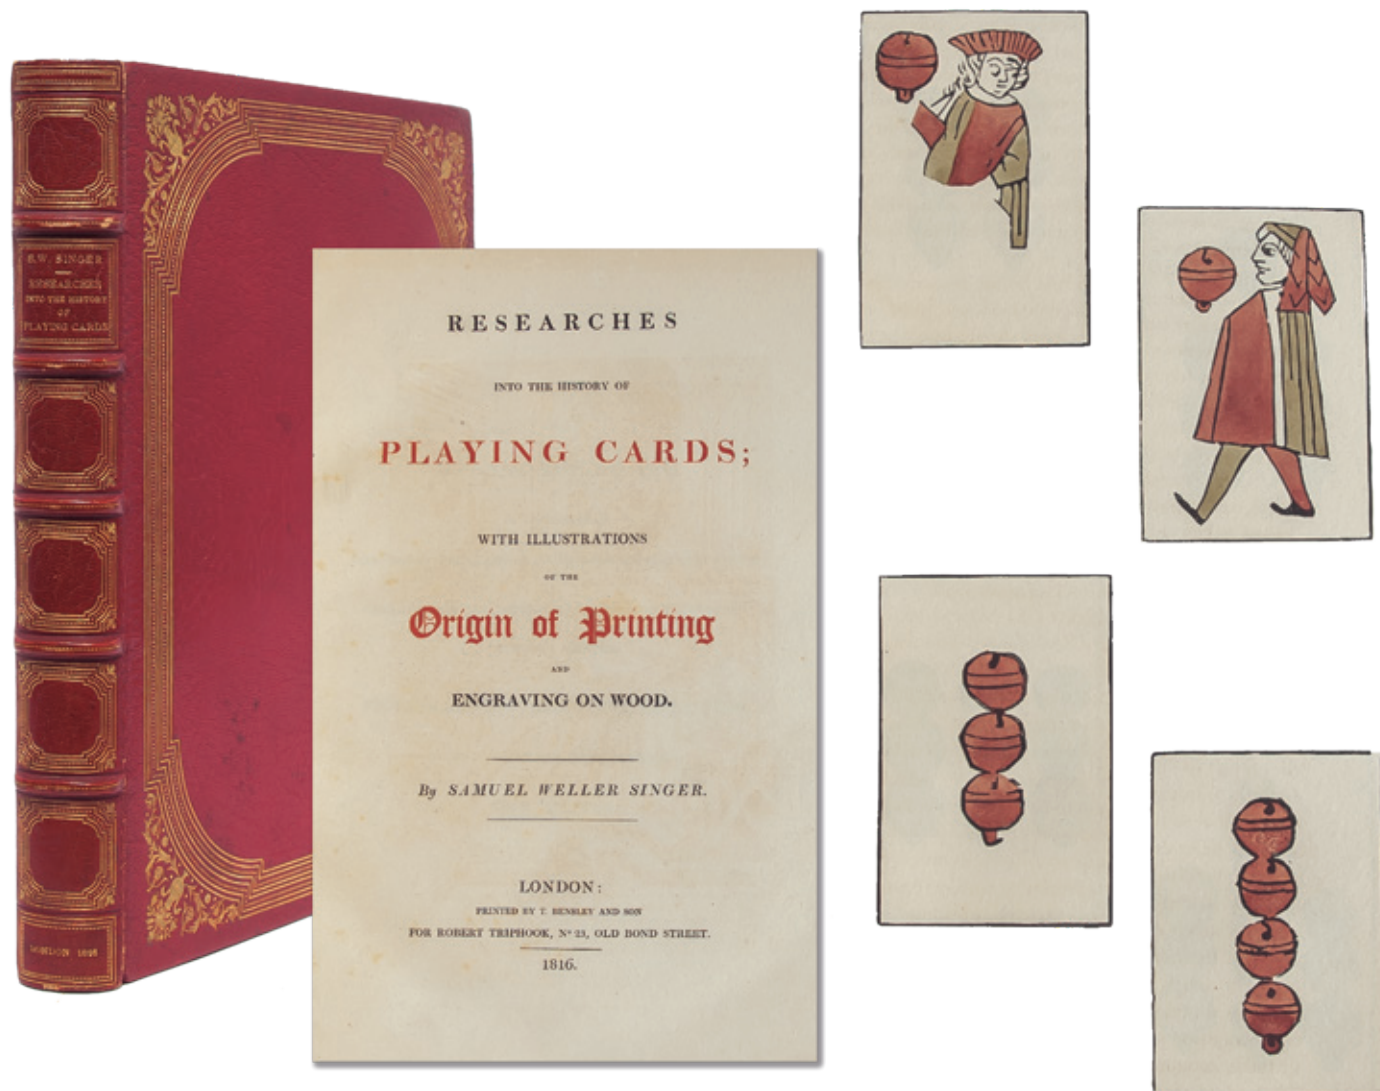 S.W. SINGER
RESEARCHES
INTO THE HISTORY
OF
PLAYING CARDS
LONDON 1816
RESEARCHES
INTO THE HISTORY OF
PLAYING CARDS;
WITH ILLUSTRATIONS
OF THE
Origin of Printing
AND
ENGRAVING ON WOOD.
By SAMUEL WELLER SINGER.
LONDON:
PRINTED BY T. BENSLEY AND SON
FOR ROBERT TRIPHOOK, No 23, OLD BOND STREET.
1816.